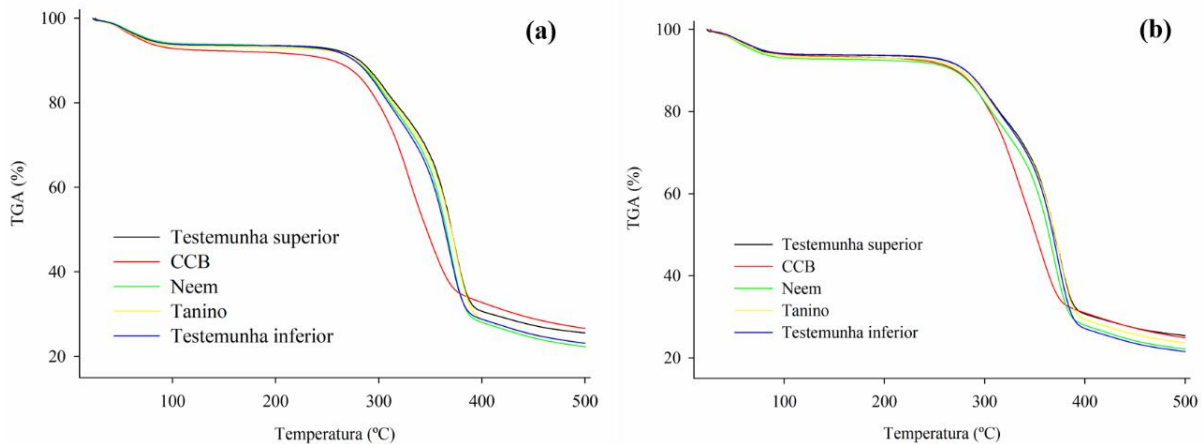 100
80
60
40
20
TGA (%)
(a)
Testemunha superior
CCB
Neem
Tanino
Testemunha inferior
100
200
300
400
500
Temperatura (ºC)
100
80
60
40
20
TGA (%)
(b)
Testemunha superior
CCB
Neem
Tanino
Testemunha inferior
100
200
300
400
500
Temperatura (ºC)